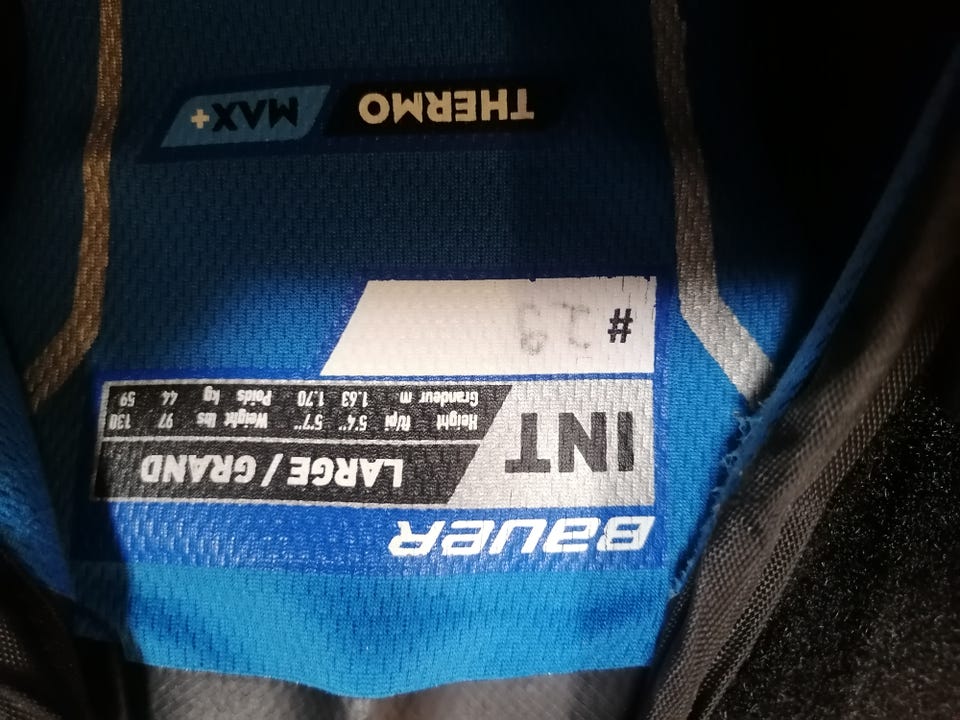 BAUER
INT
LARGE / GRAND
Height ft/pi 5'4" 5'7" Weight lbs 97 130
Grandeur m 1.63 1.70 Poids kg 44 59
#
THERMO MAX+